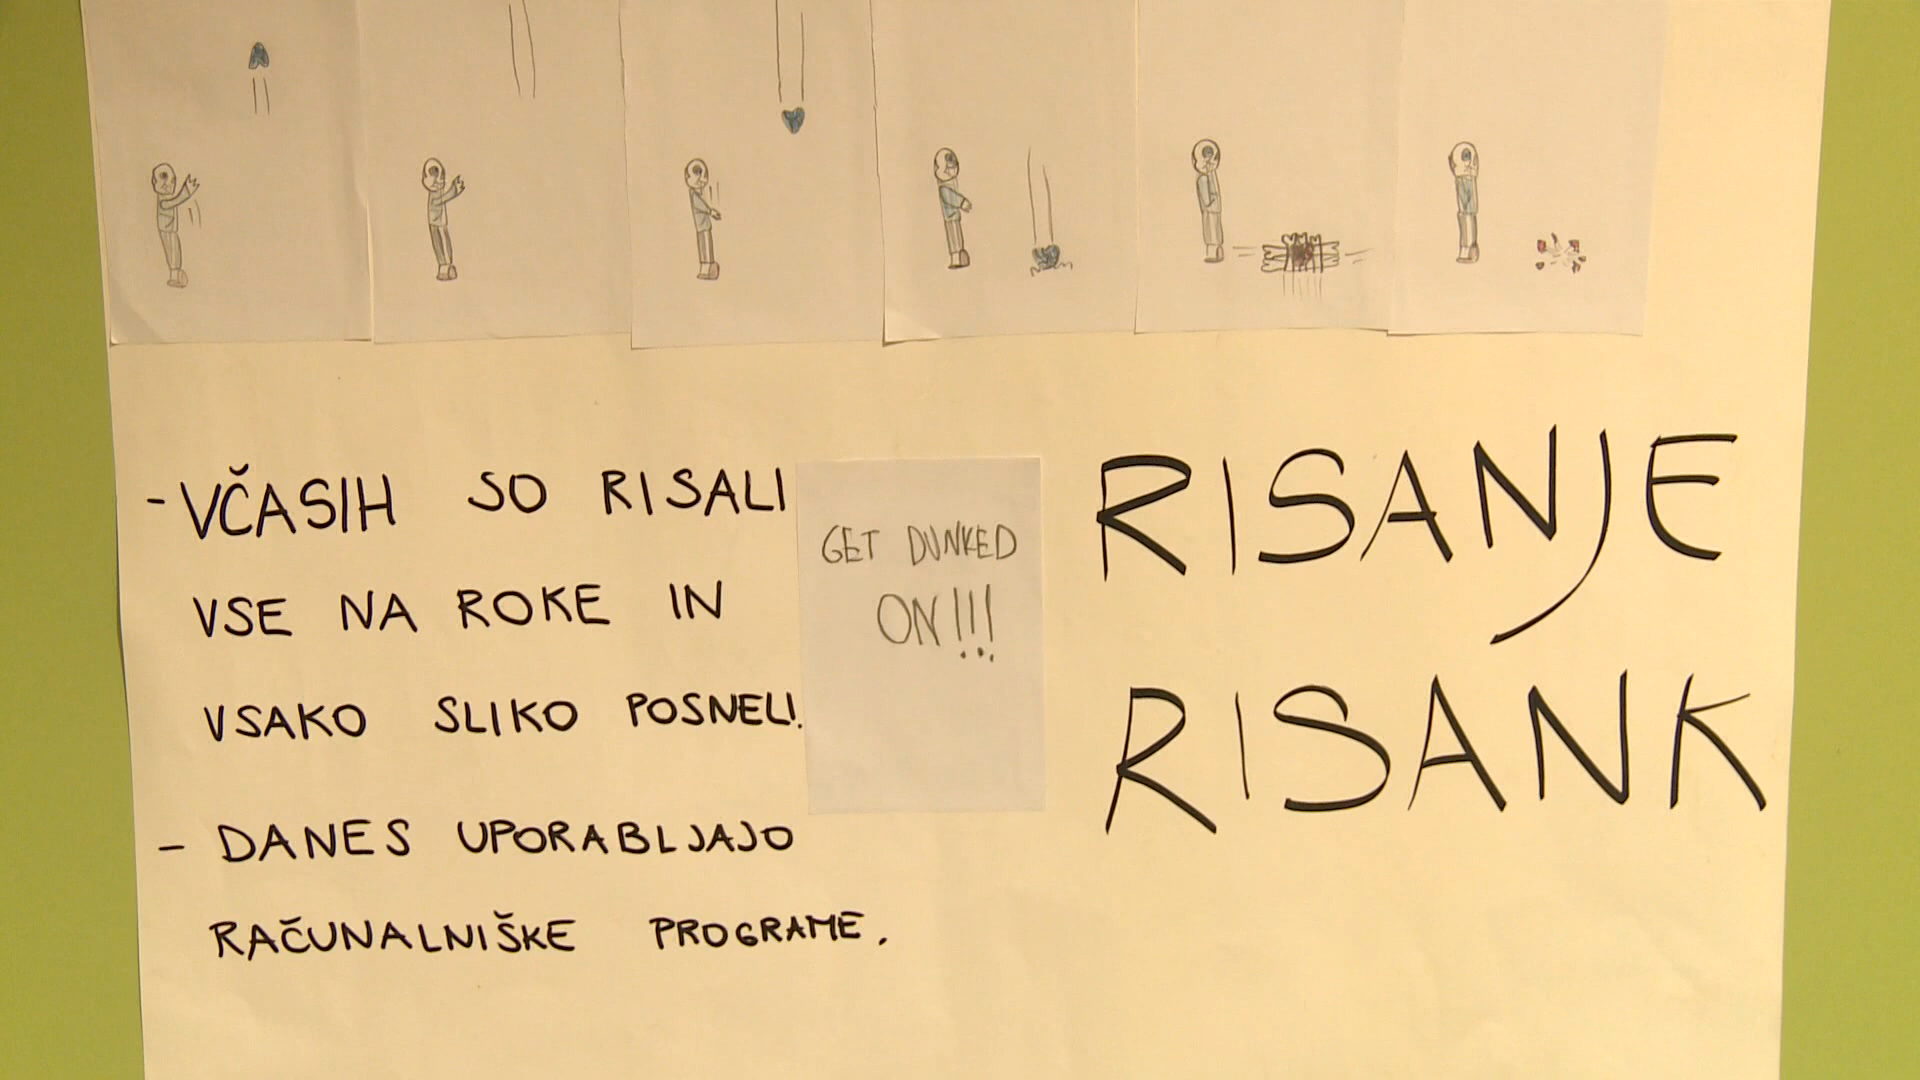 - VČASIH SO RISALI
VSE NA ROKE IN
VSAKO SLIKO POSNELI.
- DANES UPORABLJAJO
RAČUNALNIŠKE PROGRAME.
GET DUNKED
ON!!!
RISANJE
RISANK